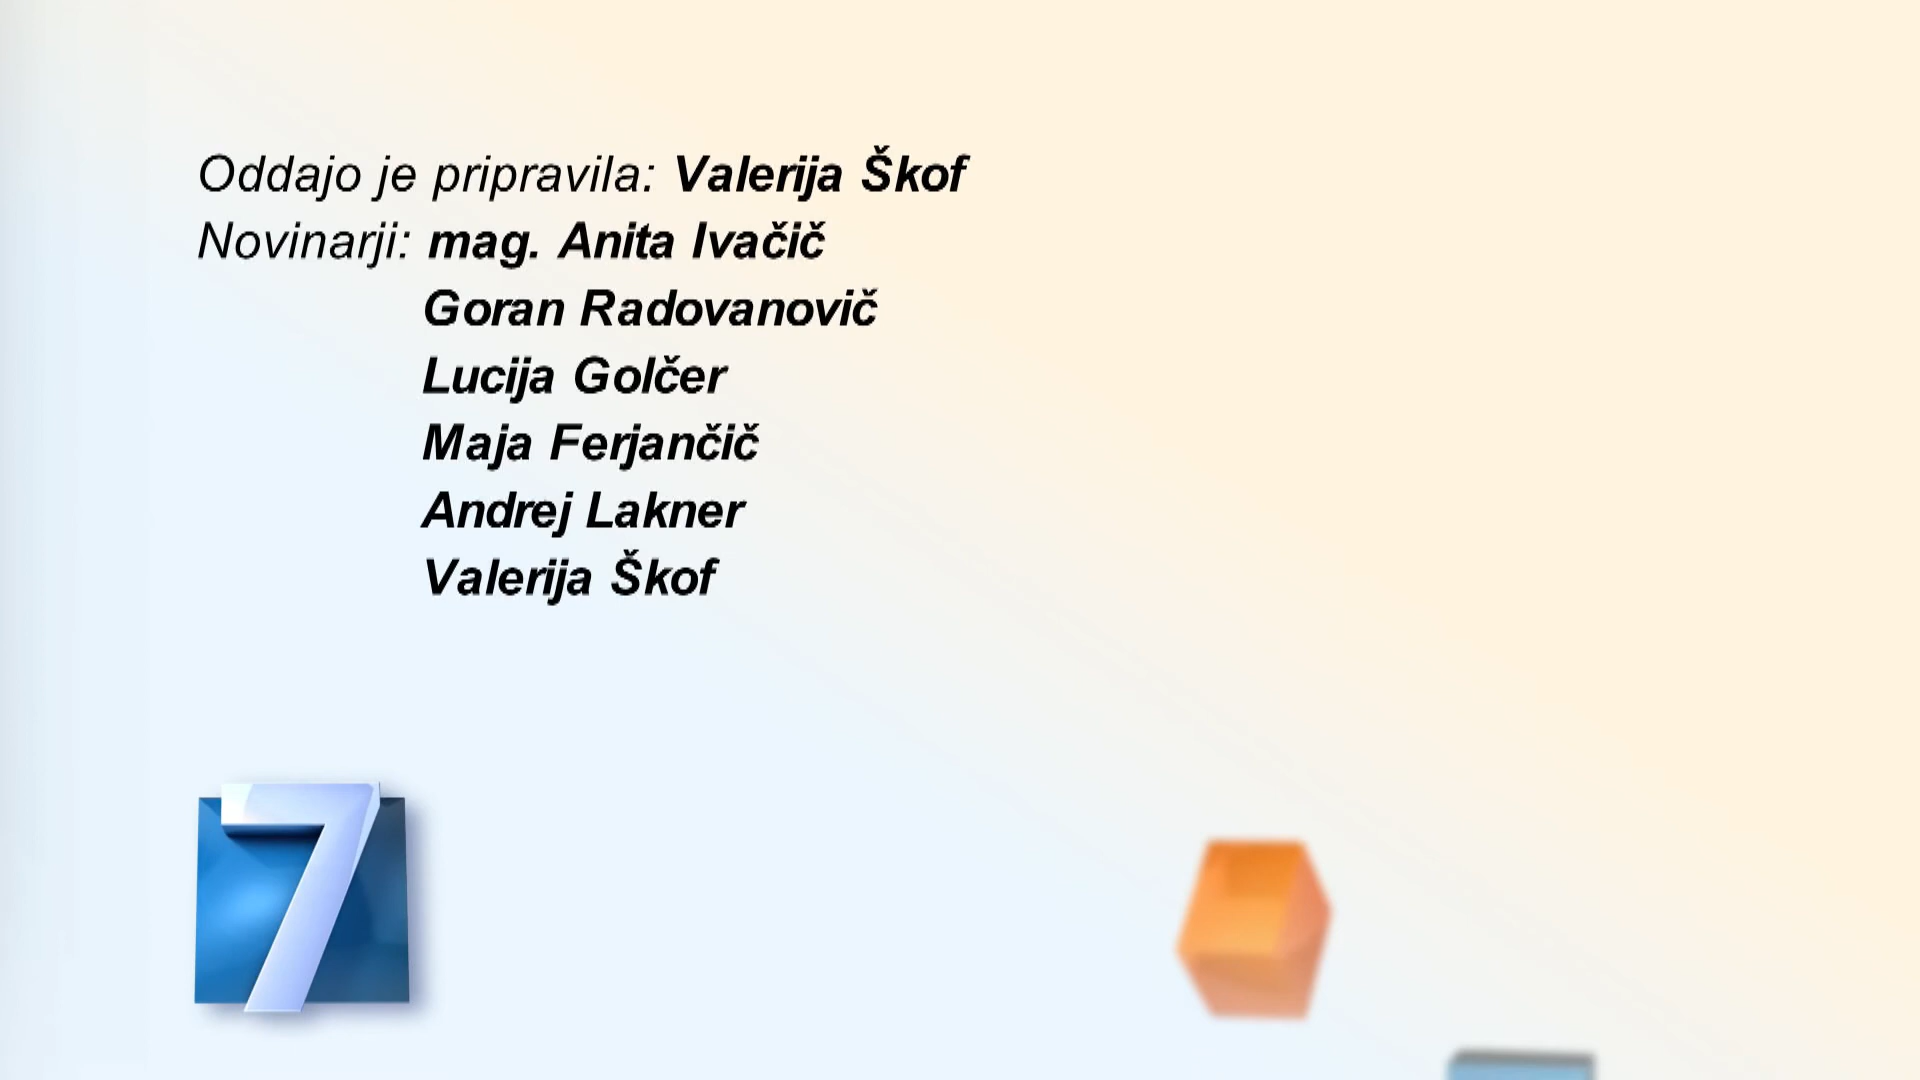 Oddajo je pripravila: Valerija Škof
Novinarji: mag. Anita Ivačič
Goran Radovanovič
Lucija Golčer
Maja Ferjančič
Andrej Lakner
Valerija Škof
7